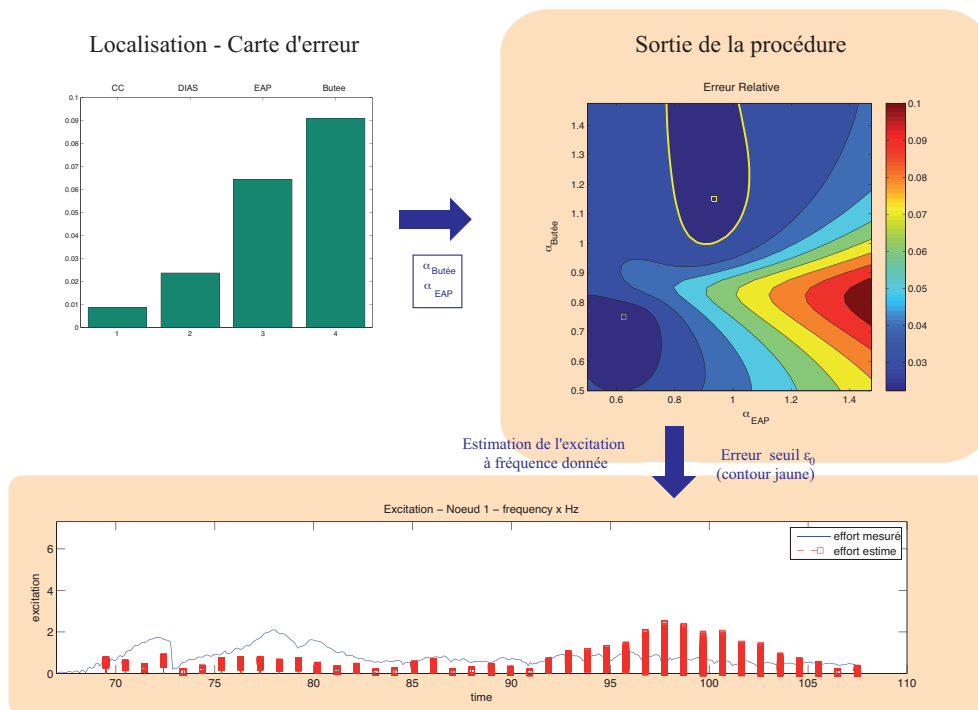 Localisation - Carte d'erreur
CC DIAS EAP Butee
0.1
0.09
0.08
0.07
0.06
0.05
0.04
0.03
0.02
0.01
0
1 2 3 4
α Butée
α EAP
Sortie de la procédure
Erreur Relative
1.4
1.3
1.2
1.1
1
0.9
0.8
0.7
0.6
0.5
α Butée
0.6 0.8 1 1.2 1.4
α EAP
0.1
0.09
0.08
0.07
0.06
0.05
0.04
0.03
Estimation de l'excitation
à fréquence donnée
Erreur seuil ε0
(contour jaune)
Excitation – Noeud 1 – frequency x Hz
effort mesuré
effort estime
6
4
2
0
excitation
70 75 80 85 90 95 100 105 110
time